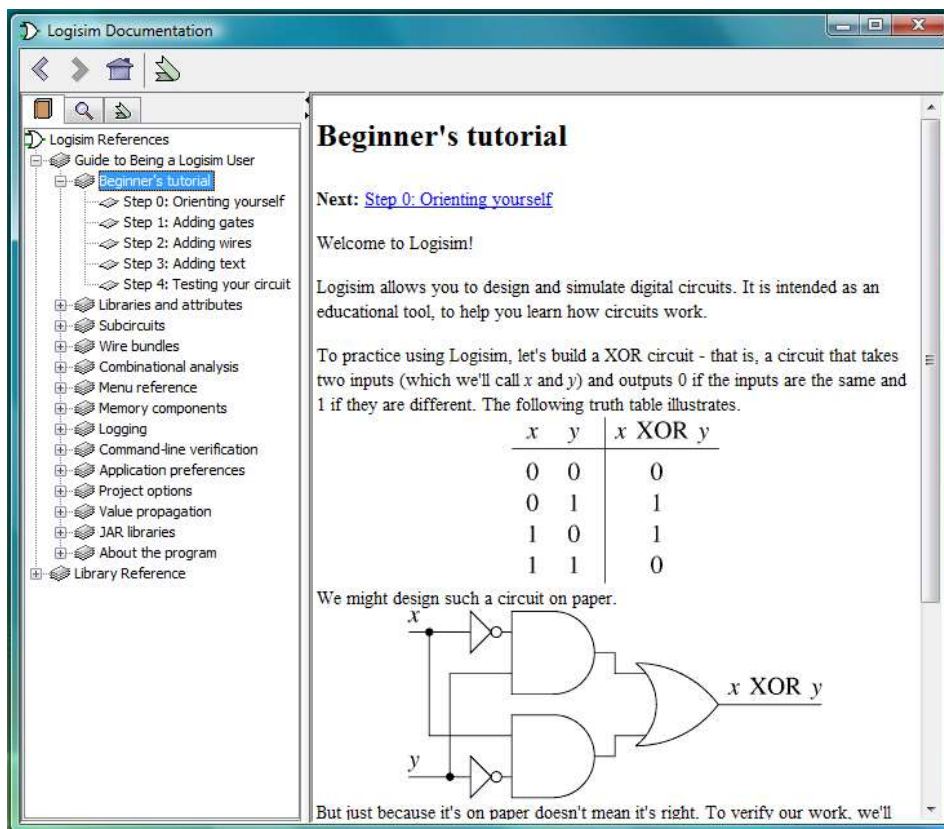 Logisim Documentation
Logisim References
Guide to Being a Logisim User
Beginner's tutorial
Step 0: Orienting yourself
Step 1: Adding gates
Step 2: Adding wires
Step 3: Adding text
Step 4: Testing your circuit
Libraries and attributes
Subcircuits
Wire bundles
Combinational analysis
Menu reference
Memory components
Logging
Command-line verification
Application preferences
Project options
Value propagation
JAR libraries
About the program
Library Reference
Beginner's tutorial
Next: Step 0: Orienting yourself
Welcome to Logisim!
Logisim allows you to design and simulate digital circuits. It is intended as an
educational tool, to help you learn how circuits work.
To practice using Logisim, let's build a XOR circuit - that is, a circuit that takes
two inputs (which we'll call x and y) and outputs 0 if the inputs are the same and
1 if they are different. The following truth table illustrates.
x y x XOR y
0 0 0
0 1 1
1 0 1
1 1 0
We might design such a circuit on paper.
x
x XOR y
y
But just because it's on paper doesn't mean it's right. To verify our work, we'll